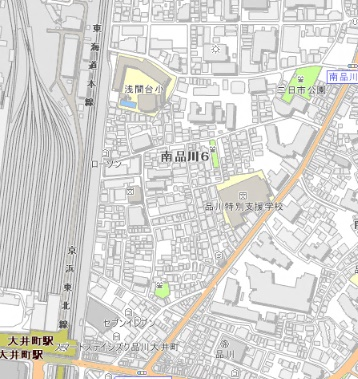 東海道本線
浅間台小
南品川
三日市公園
南品川6
ソン
品川特別支援学校
京浜東北線
セブンイレブン
大井町駅
大井町駅
スマートステイシズク品川大井町
品川